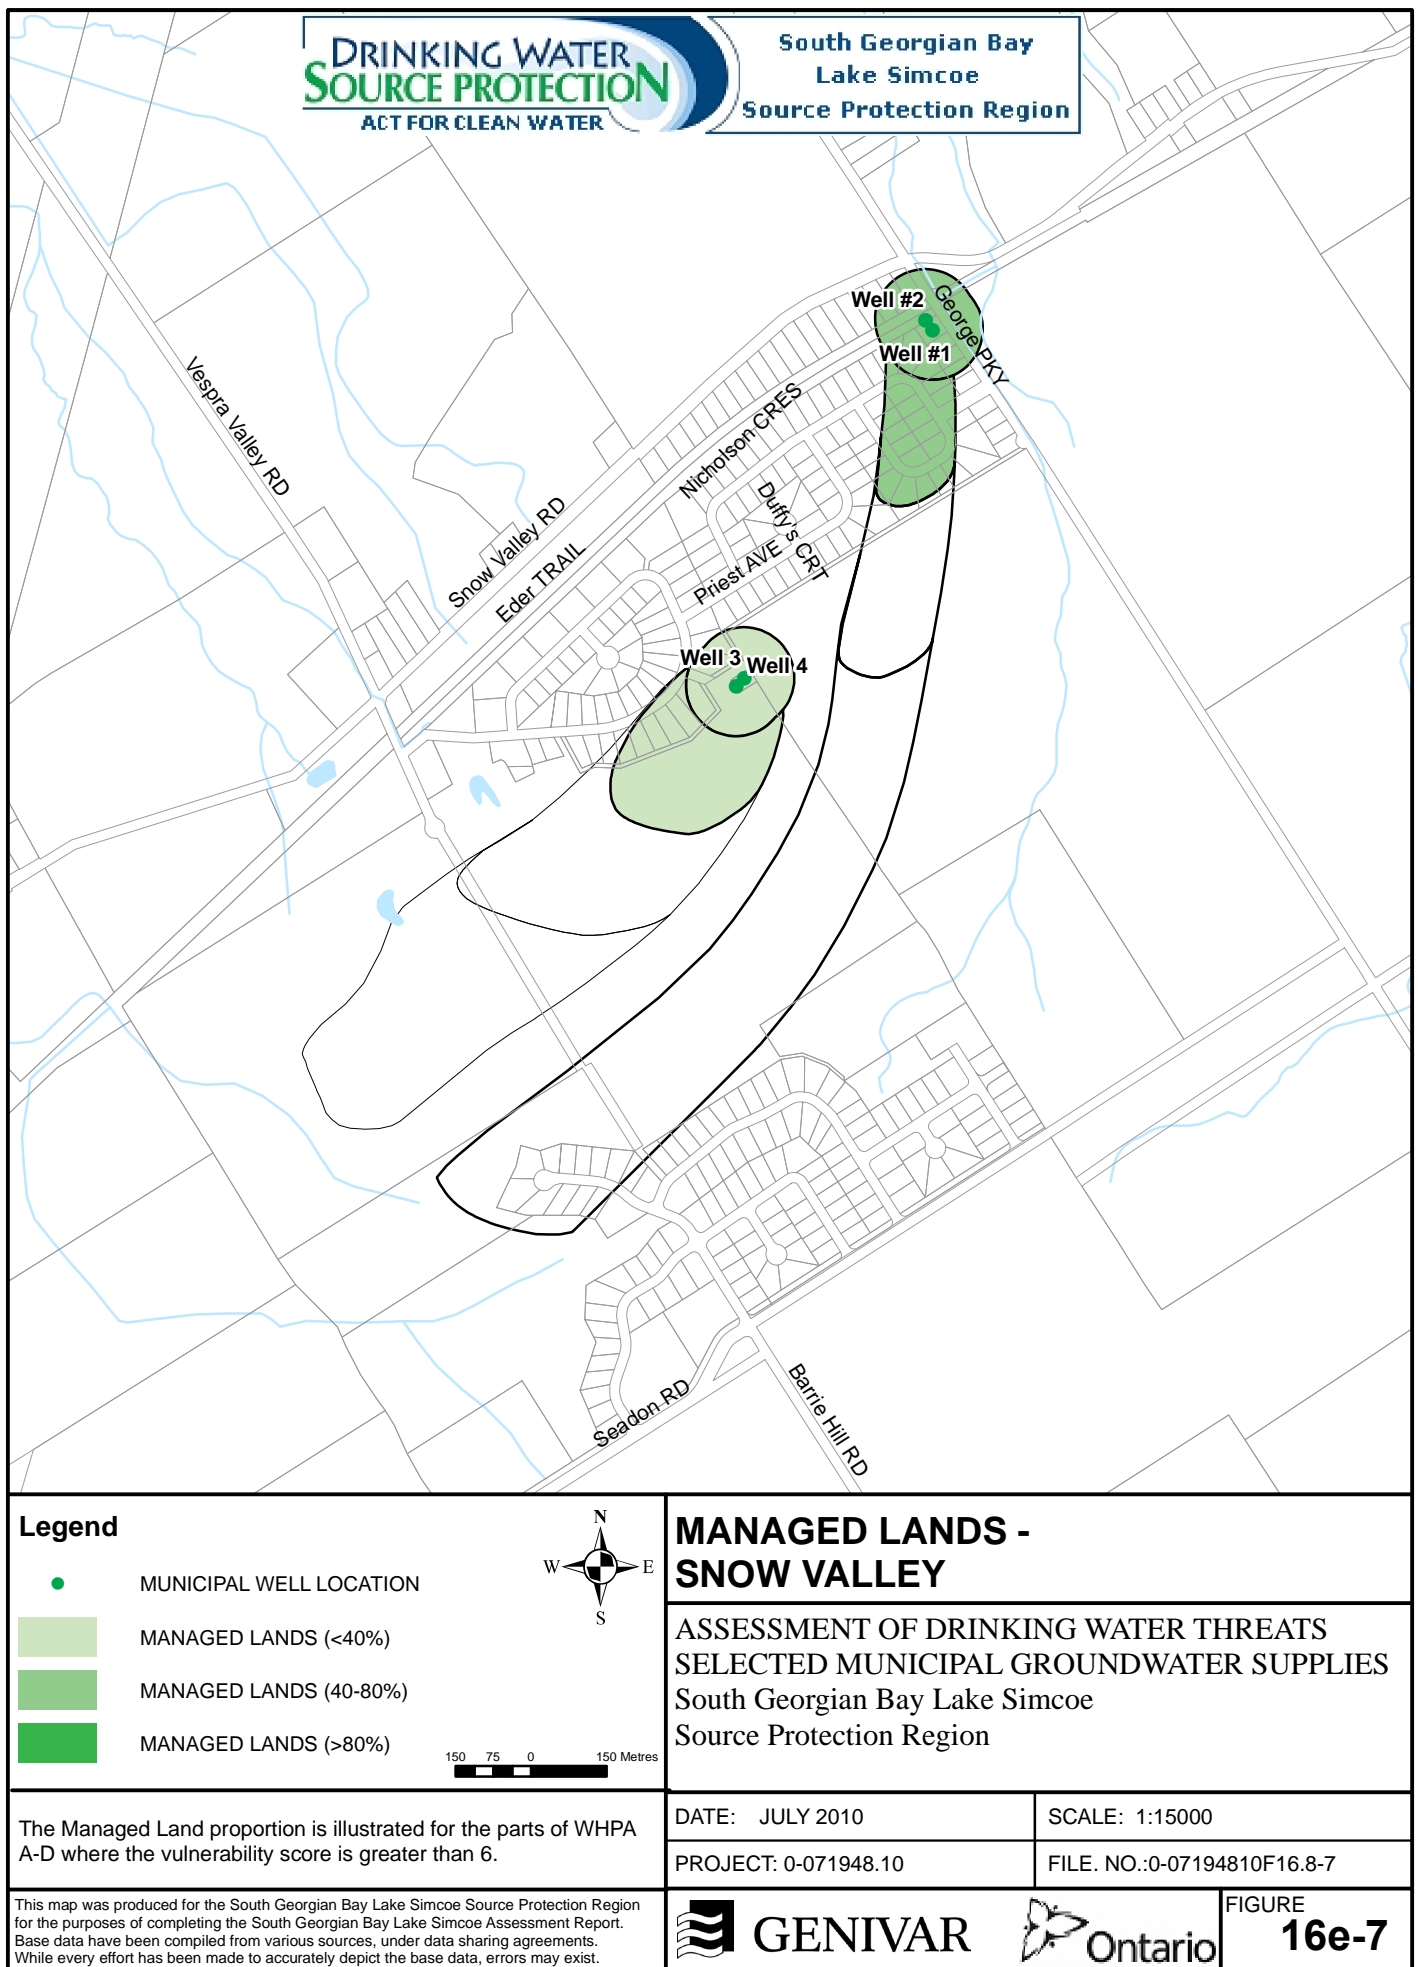 DRINKING WATER
SOURCE PROTECTION
ACT FOR CLEAN WATER
South Georgian Bay
Lake Simcoe
Source Protection Region
Well #2
George PKY
Well #1
Vespra Valley RD
Nicholson CRES
Snow Valley RD
Duffy's CRT
Eder TRAIL
Priest AVE
Well 3
Well 4
Seadon RD
Barrie Hill RD
Legend
N
W
E
S
MUNICIPAL WELL LOCATION
MANAGED LANDS (<40%)
MANAGED LANDS (40-80%)
MANAGED LANDS (>80%)
150 75 0 150 Metres
The Managed Land proportion is illustrated for the parts of WHPA
A-D where the vulnerability score is greater than 6.
This map was produced for the South Georgian Bay Lake Simcoe Source Protection Region
for the purposes of completing the South Georgian Bay Lake Simcoe Assessment Report.
Base data have been compiled from various sources, under data sharing agreements.
While every effort has been made to accurately depict the base data, errors may exist.
MANAGED LANDS -
SNOW VALLEY
ASSESSMENT OF DRINKING WATER THREATS
SELECTED MUNICIPAL GROUNDWATER SUPPLIES
South Georgian Bay Lake Simcoe
Source Protection Region
DATE: JULY 2010
SCALE: 1:15000
PROJECT: 0-071948.10
FILE. NO.:0-07194810F16.8-7
GENIVAR
Ontario
FIGURE
16e-7